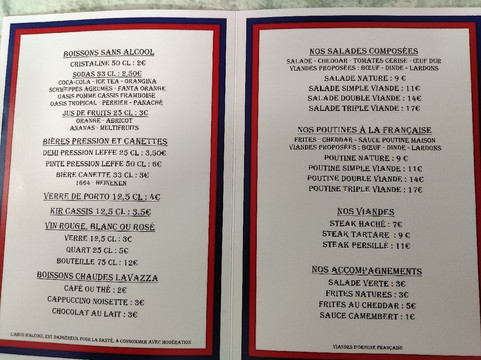 BOISSONS SANS ALCOOL
CRISTALINE 50 CL : 2€
SODAS 33 CL : 2,50€
COCA-COLA - ICE TEA - ORANGINA
SCHWEPPES AGRUMES - FANTA ORANGE
OASIS POMME CASSIS FRAMBOISE
OASIS TROPICAL - PERRIER - PANACHÉ
JUS DE FRUITS 25 CL : 3€
ORANGE - ABRICOT
ANANAS - MULTIFRUITS
BIÈRES PRESSION ET CANETTES
DEMI PRESSION LEFFE 25 CL : 3,50€
PINTE PRESSION LEFFE 50 CL : 6€
BIÈRE CANETTE 33 CL : 3€
1664 - HEINEKEN
VERRE DE PORTO 12,5 CL : 4€
KIR CASSIS 12,5 CL : 3,5€
VIN ROUGE, BLANC OU ROSÉ
VERRE 12,5 CL : 3€
QUART 25 CL : 5€
BOUTEILLE 75 CL : 12€
BOISSONS CHAUDES LAVAZZA
CAFÉ OU THÉ : 2€
CAPPUCCINO NOISETTE : 3€
CHOCOLAT AU LAIT : 3€
L'ABUS D'ALCOOL EST DANGEREUX POUR LA SANTÉ, A CONSOMMER AVEC MODÉRATION
NOS SALADES COMPOSÉES
SALADE - CHEDDAR - TOMATES CERISE - ŒUF DUR
VIANDES PROPOSÉES : BŒUF - DINDE - LARDONS
SALADE NATURE : 9 €
SALADE SIMPLE VIANDE : 11€
SALADE DOUBLE VIANDE : 14€
SALADE TRIPLE VIANDE : 17€
NOS POUTINES À LA FRANÇAISE
FRITES - CHEDDAR - SAUCE POUTINE MAISON
VIANDES PROPOSÉES : BŒUF - DINDE - LARDONS
POUTINE NATURE : 9 €
POUTINE SIMPLE VIANDE : 11€
POUTINE DOUBLE VIANDE : 14€
POUTINE TRIPLE VIANDE : 17€
NOS VIANDES
STEAK HACHÉ : 7€
STEAK TARTARE : 9 €
STEAK PERSILLÉ : 11€
NOS ACCOMPAGNEMENTS
SALADE VERTE : 3€
FRITES NATURES : 3€
FRITES AU CHEDDAR : 5€
SAUCE CAMEMBERT : 1€
VIANDES D'ORIGINE FRANÇAISE